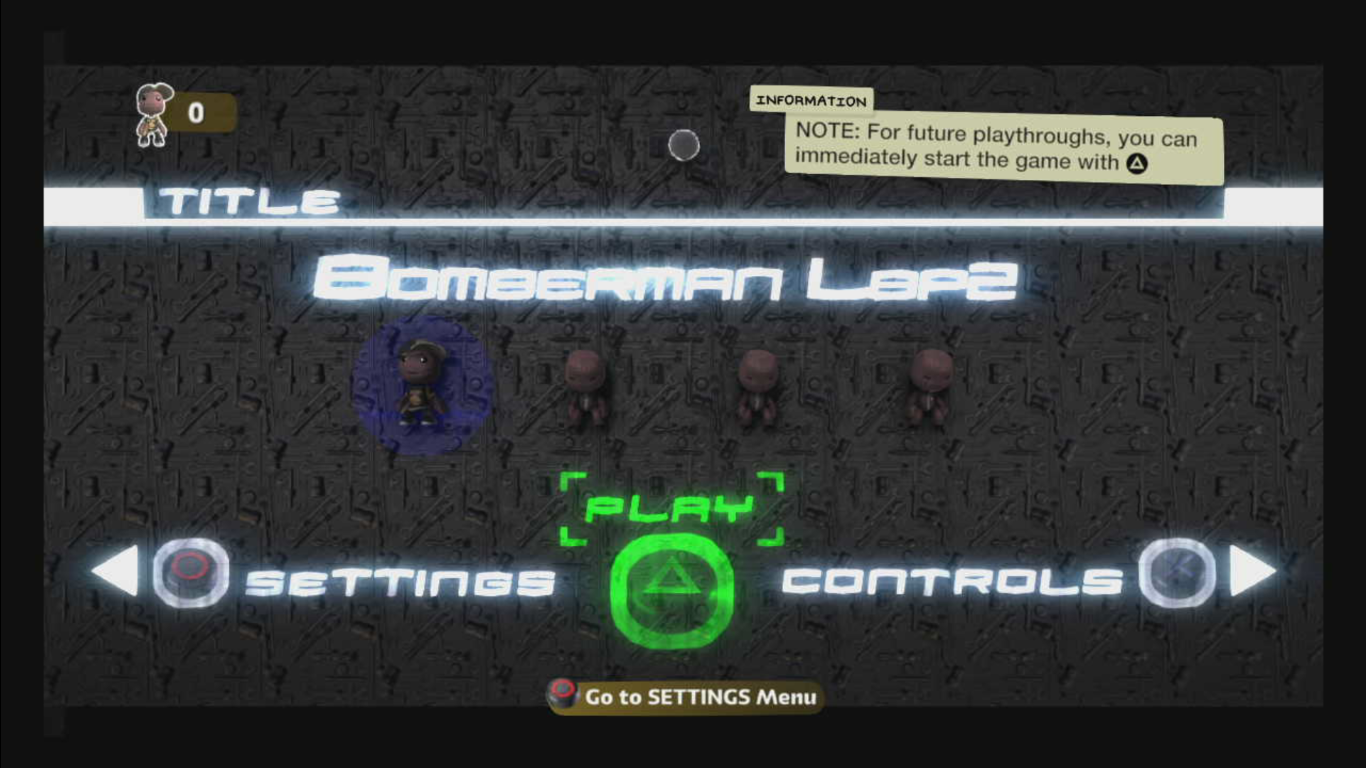 0
INFORMATION
NOTE: For future playthroughs, you can
immediately start the game with
TITLE
Bomberman Lbp2
PLAY
SETTINGS
CONTROLS
Go to SETTINGS Menu